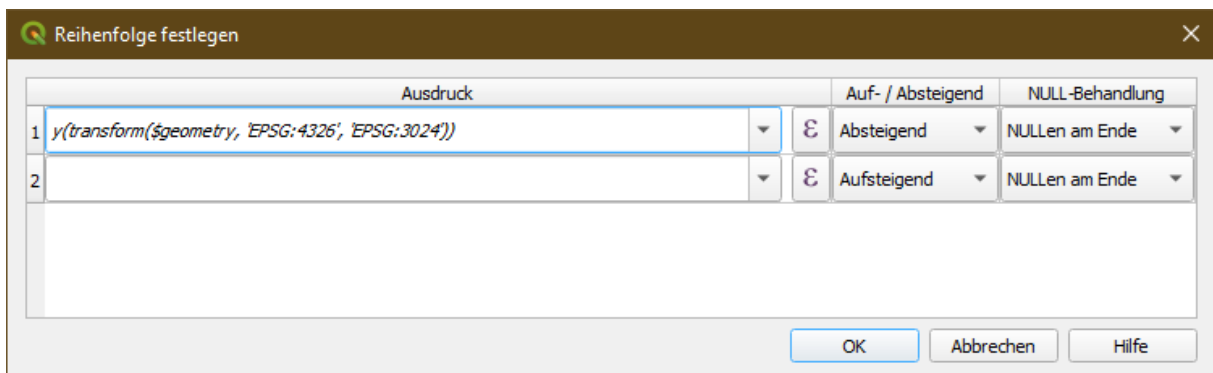 Reihenfolge festlegen
Ausdruck Auf- / Absteigend NULL-Behandlung
1 y(transform($geometry, 'EPSG:4326', 'EPSG:3024')) ε Absteigend NULLen am Ende
2 ε Aufsteigend NULLen am Ende
OK Abbrechen Hilfe